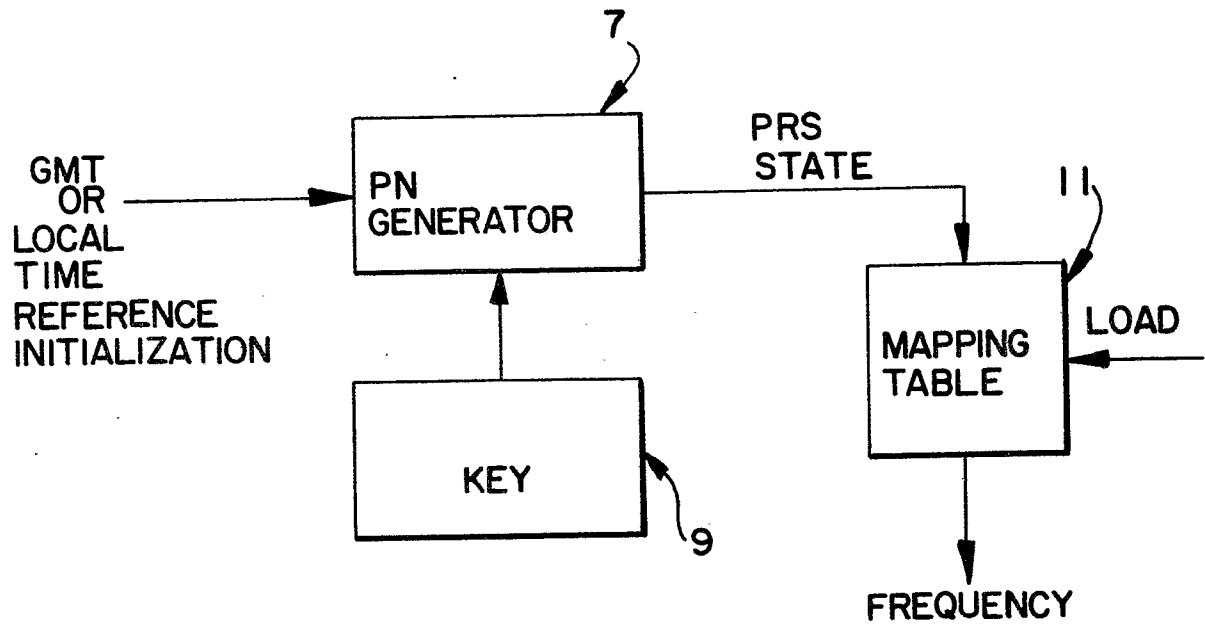 7
GMT
OR
LOCAL
TIME
REFERENCE
INITIALIZATION
PN
GENERATOR
PRS
STATE
11
MAPPING
TABLE
LOAD
KEY
9
FREQUENCY